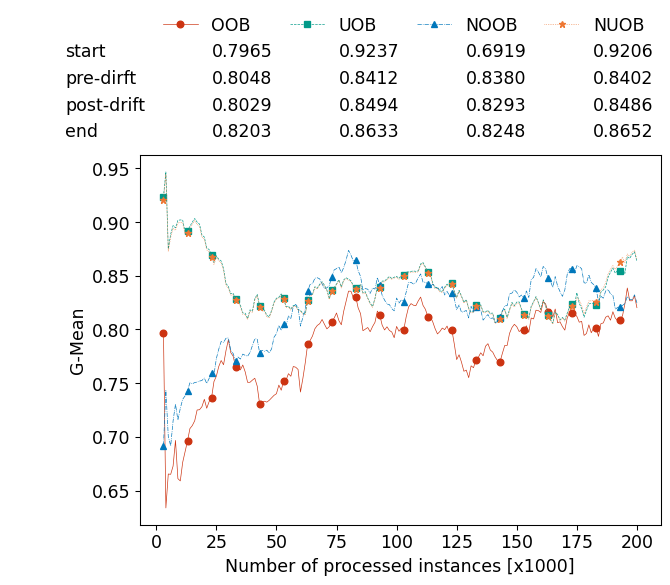 OOB UOB NOOB NUOB
start 0.7965 0.9237 0.6919 0.9206
pre-dirft 0.8048 0.8412 0.8380 0.8402
post-drift 0.8029 0.8494 0.8293 0.8486
end 0.8203 0.8633 0.8248 0.8652
0.95
0.90
0.85
0.80
0.75
0.70
0.65
G-Mean
0 25 50 75 100 125 150 175 200
Number of processed instances [x1000]